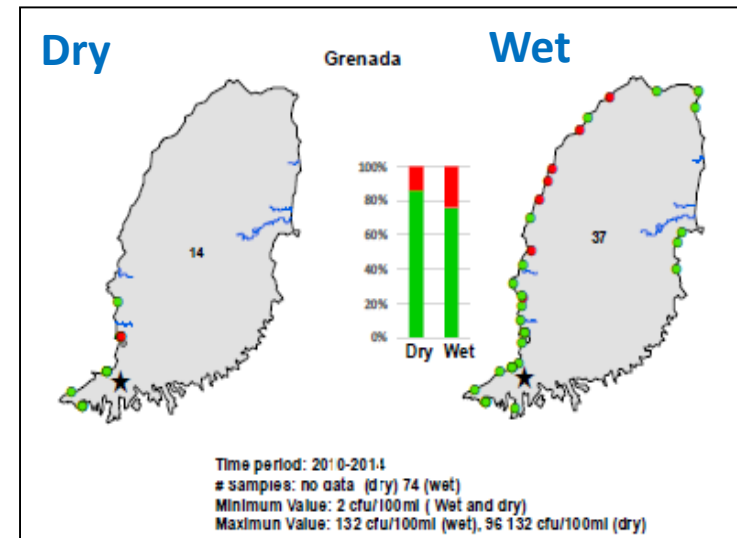 Dry
Wet
Grenada
100%
80%
60%
40%
20%
0%
Dry Wet
14
37
Time period: 2010-2014
# samples: no data (dry) 74 (wet)
Minimum Value: 2 cfu/100ml ( Wet and dry)
Maximun Value: 132 cfu/100ml (wet), 96 132 cfu/100ml (dry)